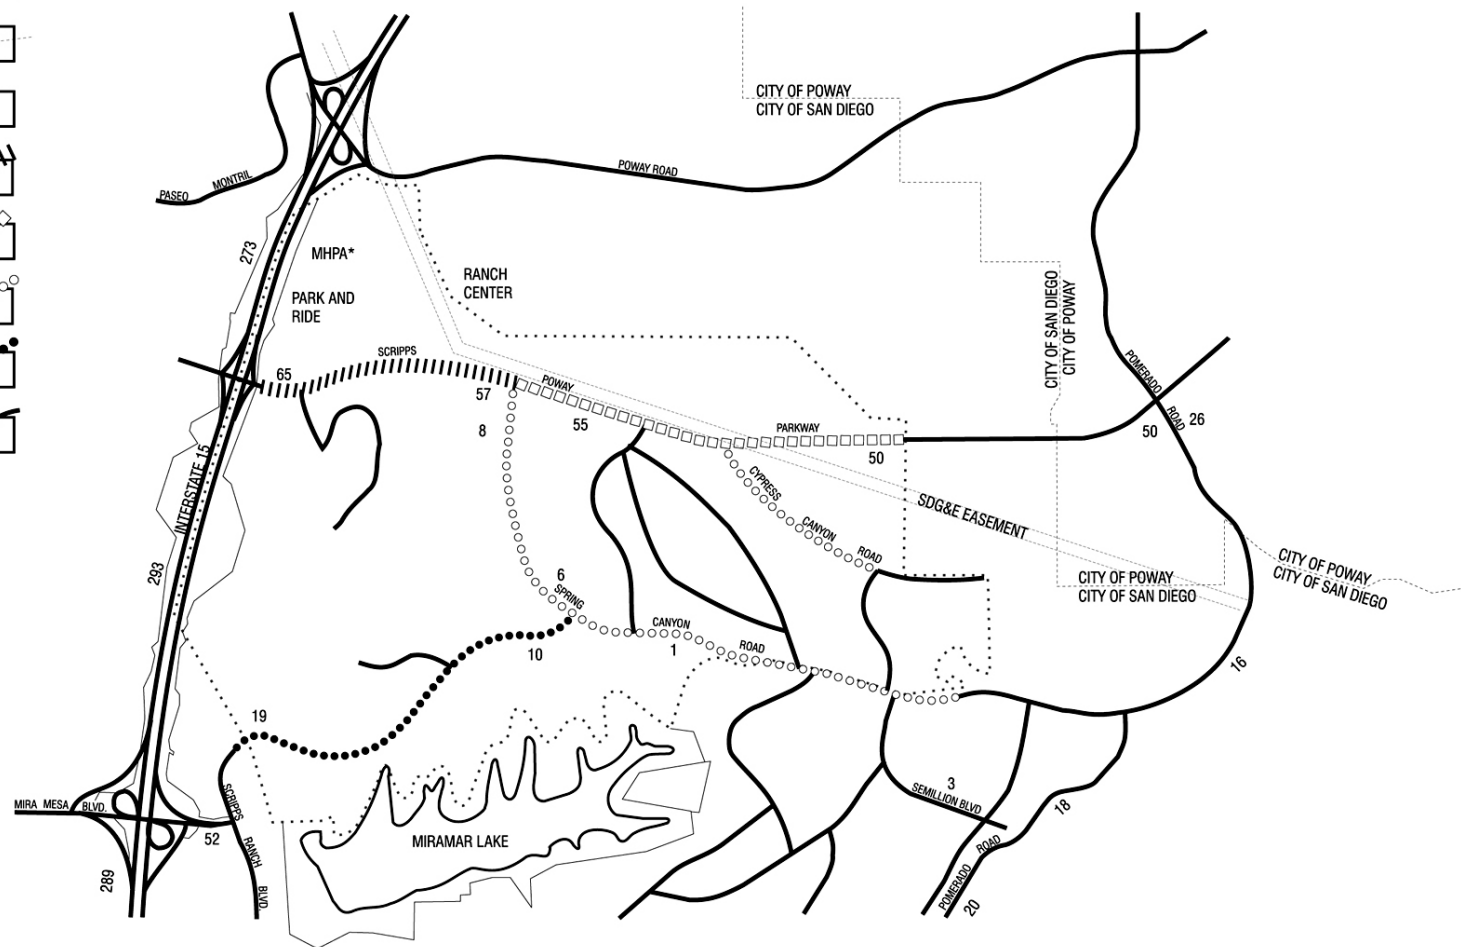 CITY OF POWAY
CITY OF SAN DIEGO
POWAY ROAD
PASEO MONTRIL
273
MHPA*
RANCH
CENTER
PARK AND
RIDE
CITY OF SAN DIEGO
CITY OF POWAY
SCRIPPS
65
57
POWAY
55
PARKWAY
50
POMERADO
ROAD
26
50
8
INTERSTATE 15
CYPRESS
CANYON
ROAD
SDG&E EASEMENT
293
6
SPRING
CANYON
ROAD
1
10
CITY OF POWAY
CITY OF SAN DIEGO
CITY OF POWAY
CITY OF SAN DIEGO
16
19
MIRA MESA BLVD.
52
SCRIPPS
RANCH
BLVD.
289
MIRAMAR LAKE
3
SEMILLION BLVD
18
POMERADO
ROAD
20